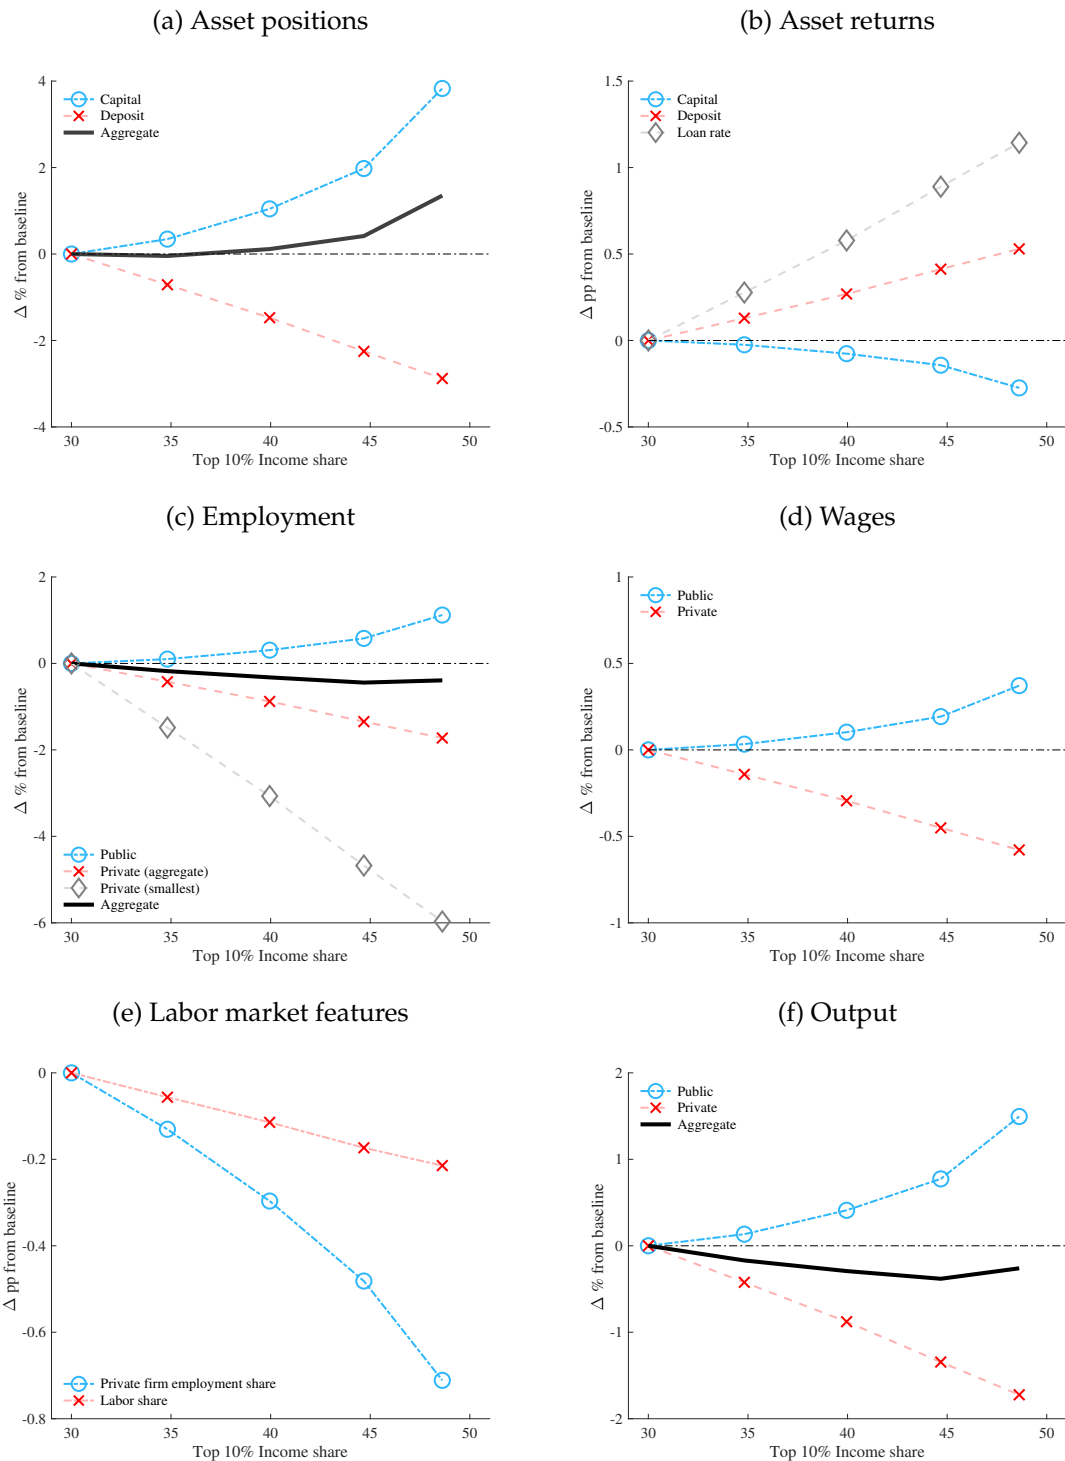 (a) Asset positions
4
2
0
-2
-4
Δ % from baseline
Capital
Deposit
Aggregate
30 35 40 45 50
Top 10% Income share
(b) Asset returns
1.5
1
0.5
0
-0.5
Δ pp from baseline
Capital
Deposit
Loan rate
30 35 40 45 50
Top 10% Income share
(c) Employment
2
0
-2
-4
-6
Δ % from baseline
Public
Private (aggregate)
Private (smallest)
Aggregate
30 35 40 45 50
Top 10% Income share
(d) Wages
1
0.5
0
-0.5
-1
Δ % from baseline
Public
Private
30 35 40 45 50
Top 10% Income share
(e) Labor market features
0
-0.2
-0.4
-0.6
-0.8
Δ pp from baseline
Private firm employment share
Labor share
30 35 40 45 50
Top 10% Income share
(f) Output
2
1
0
-1
-2
Δ % from baseline
Public
Private
Aggregate
30 35 40 45 50
Top 10% Income share